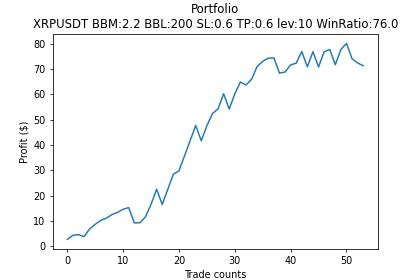 Portfolio
XRPUSDT BBM:2.2 BBL:200 SL:0.6 TP:0.6 lev:10 WinRatio:76.0
80
70
60
50
40
30
20
10
0
Profit ($)
0 10 20 30 40 50
Trade counts